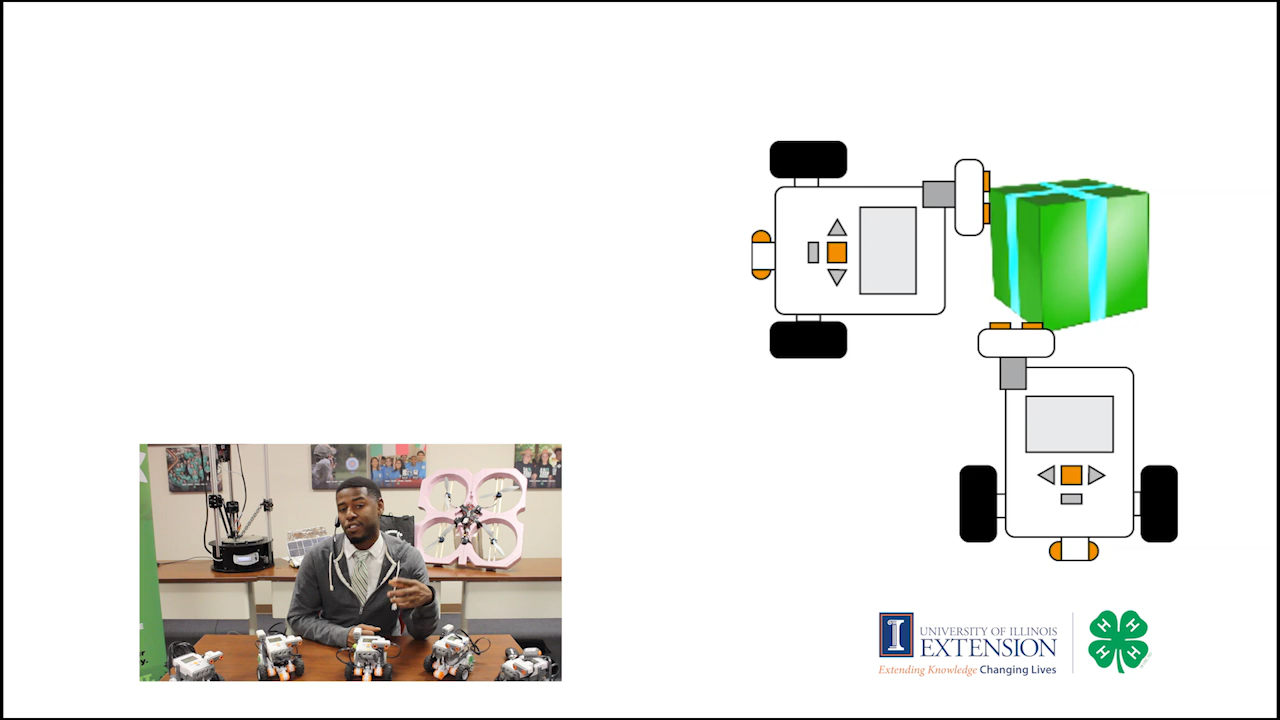 UNIVERSITY OF ILLINOIS
EXTENSION
Extending Knowledge Changing Lives
H H
H H